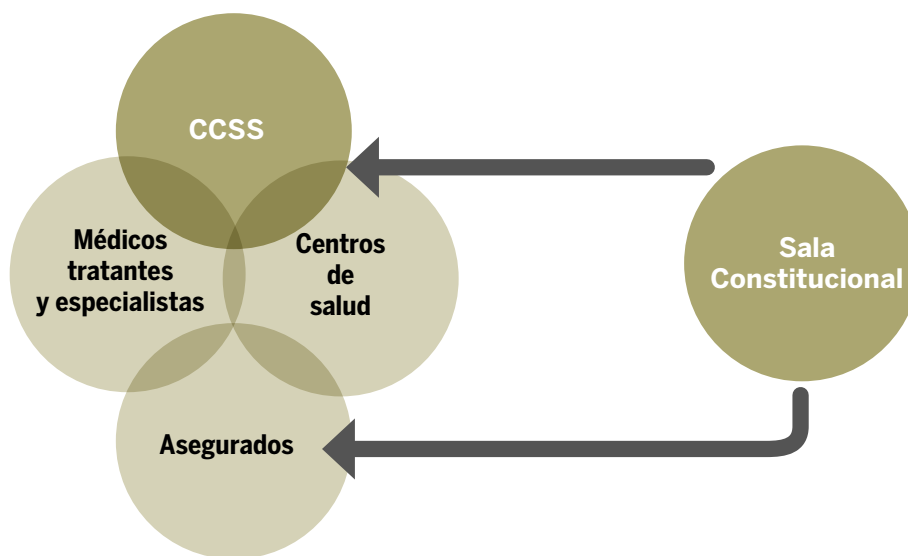 CCSS
Médicos
tratantes
y especialistas
Centros
de
salud
Sala
Constitucional
Asegurados